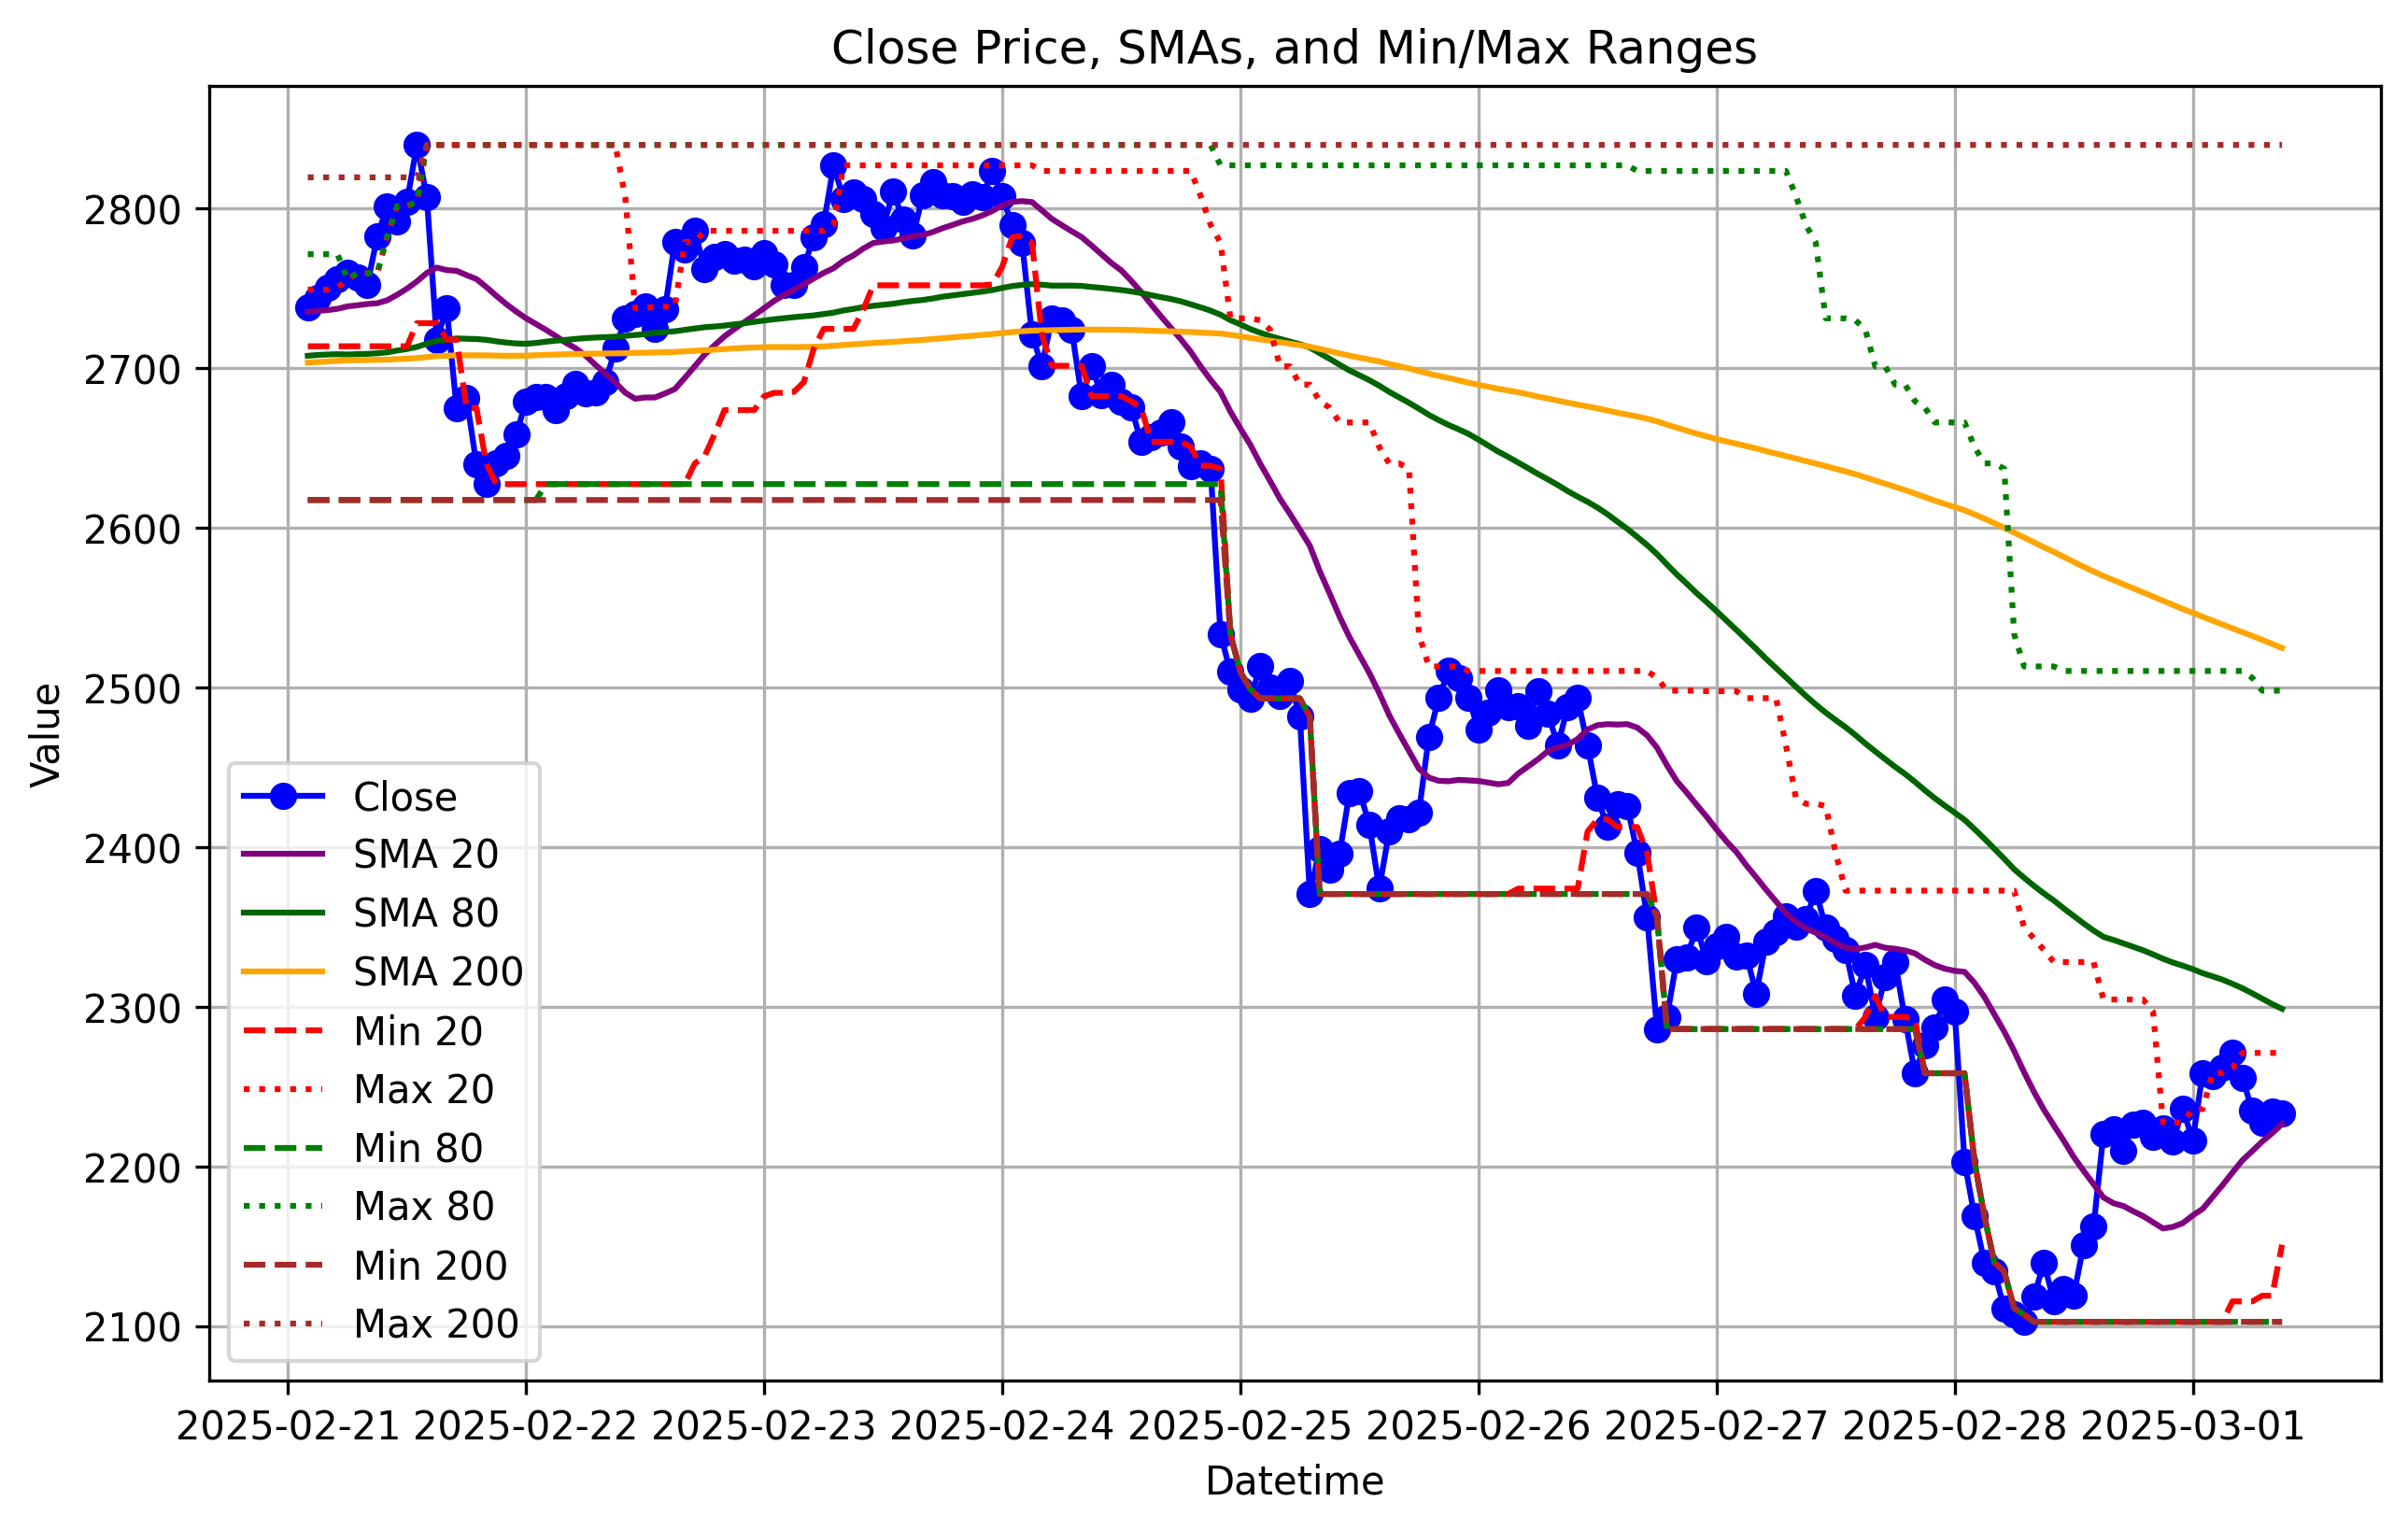 Close Price, SMAs, and Min/Max Ranges
Value
2800
2700
2600
2500
2400
2300
2200
2100
Close
SMA 20
SMA 80
SMA 200
Min 20
Max 20
Min 80
Max 80
Min 200
Max 200
2025-02-21 2025-02-22 2025-02-23 2025-02-24 2025-02-25 2025-02-26 2025-02-27 2025-02-28 2025-03-01
Datetime